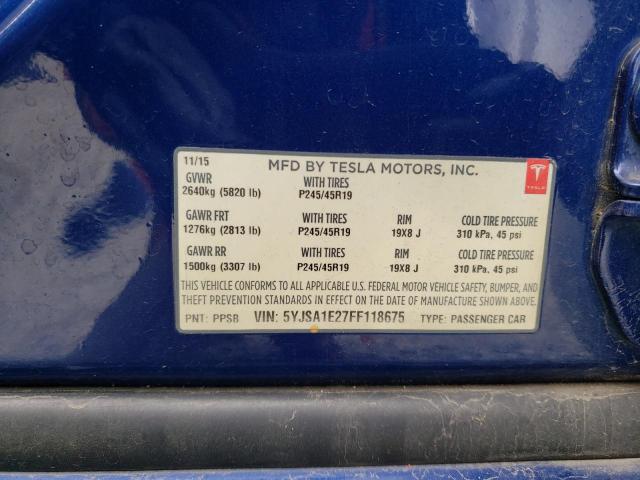 11/15 MFD BY TESLA MOTORS, INC.
GVWR WITH TIRES
2640kg (5820 lb) P245/45R19
GAWR FRT WITH TIRES RIM COLD TIRE PRESSURE
1276kg (2813 lb) P245/45R19 19X8 J 310 kPa, 45 psi
GAWR RR WITH TIRES RIM COLD TIRE PRESSURE
1500kg (3307 lb) P245/45R19 19X8 J 310 kPa, 45 psi
THIS VEHICLE CONFORMS TO ALL APPLICABLE U.S. FEDERAL MOTOR VEHICLE SAFETY, BUMPER, AND
THEFT PREVENTION STANDARDS IN EFFECT ON THE DATE OF MANUFACTURE SHOWN ABOVE.
PNT: PPSB VIN: 5YJSA1E27FF118675 TYPE: PASSENGER CAR
TESLA